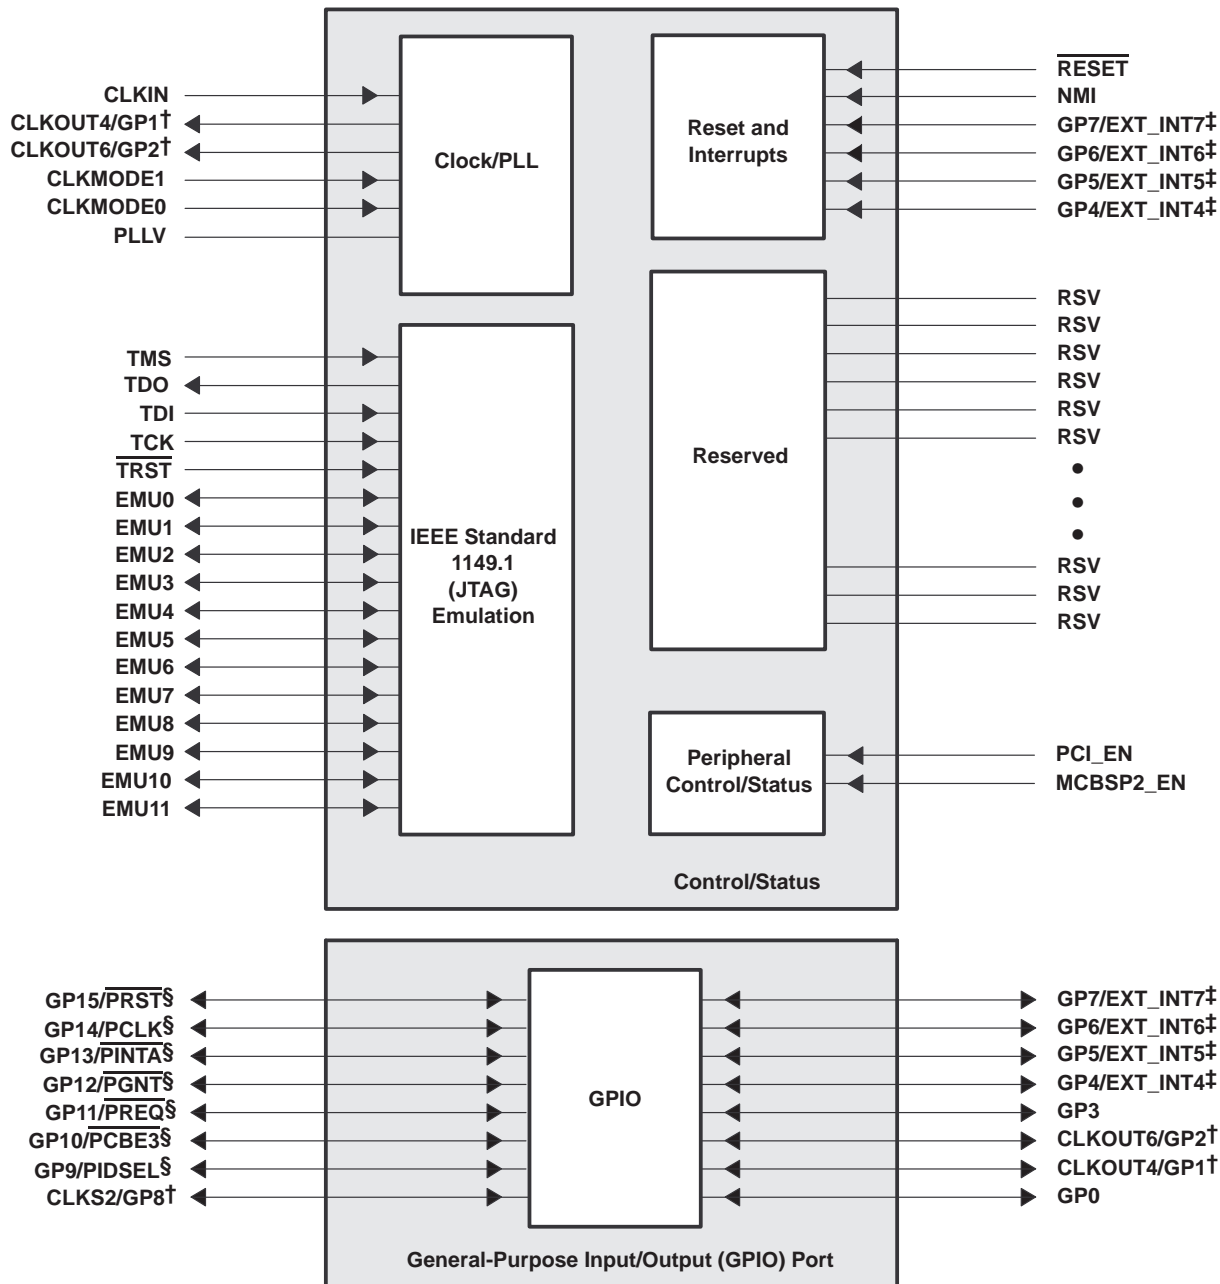 CLKIN
CLKOUT4/GP1†
CLKOUT6/GP2†
CLKMODE1
CLKMODE0
PLLV
Clock/PLL
Reset and
Interrupts
RESET
NMI
GP7/EXT_INT7‡
GP6/EXT_INT6‡
GP5/EXT_INT5‡
GP4/EXT_INT4‡
TMS
TDO
TDI
TCK
TRST
EMU0
EMU1
EMU2
EMU3
EMU4
EMU5
EMU6
EMU7
EMU8
EMU9
EMU10
EMU11
IEEE Standard
1149.1
(JTAG)
Emulation
Reserved
RSV
RSV
RSV
RSV
RSV
RSV
•
•
•
RSV
RSV
RSV
Peripheral
Control/Status
PCI_EN
MCBSP2_EN
Control/Status
GP15/PRST§
GP14/PCLK§
GP13/PINTA§
GP12/PGNT§
GP11/PREQ§
GP10/PCBE3§
GP9/PIDSEL§
CLKS2/GP8†
GPIO
GP7/EXT_INT7‡
GP6/EXT_INT6‡
GP5/EXT_INT5‡
GP4/EXT_INT4‡
GP3
CLKOUT6/GP2†
CLKOUT4/GP1†
GP0
General-Purpose Input/Output (GPIO) Port